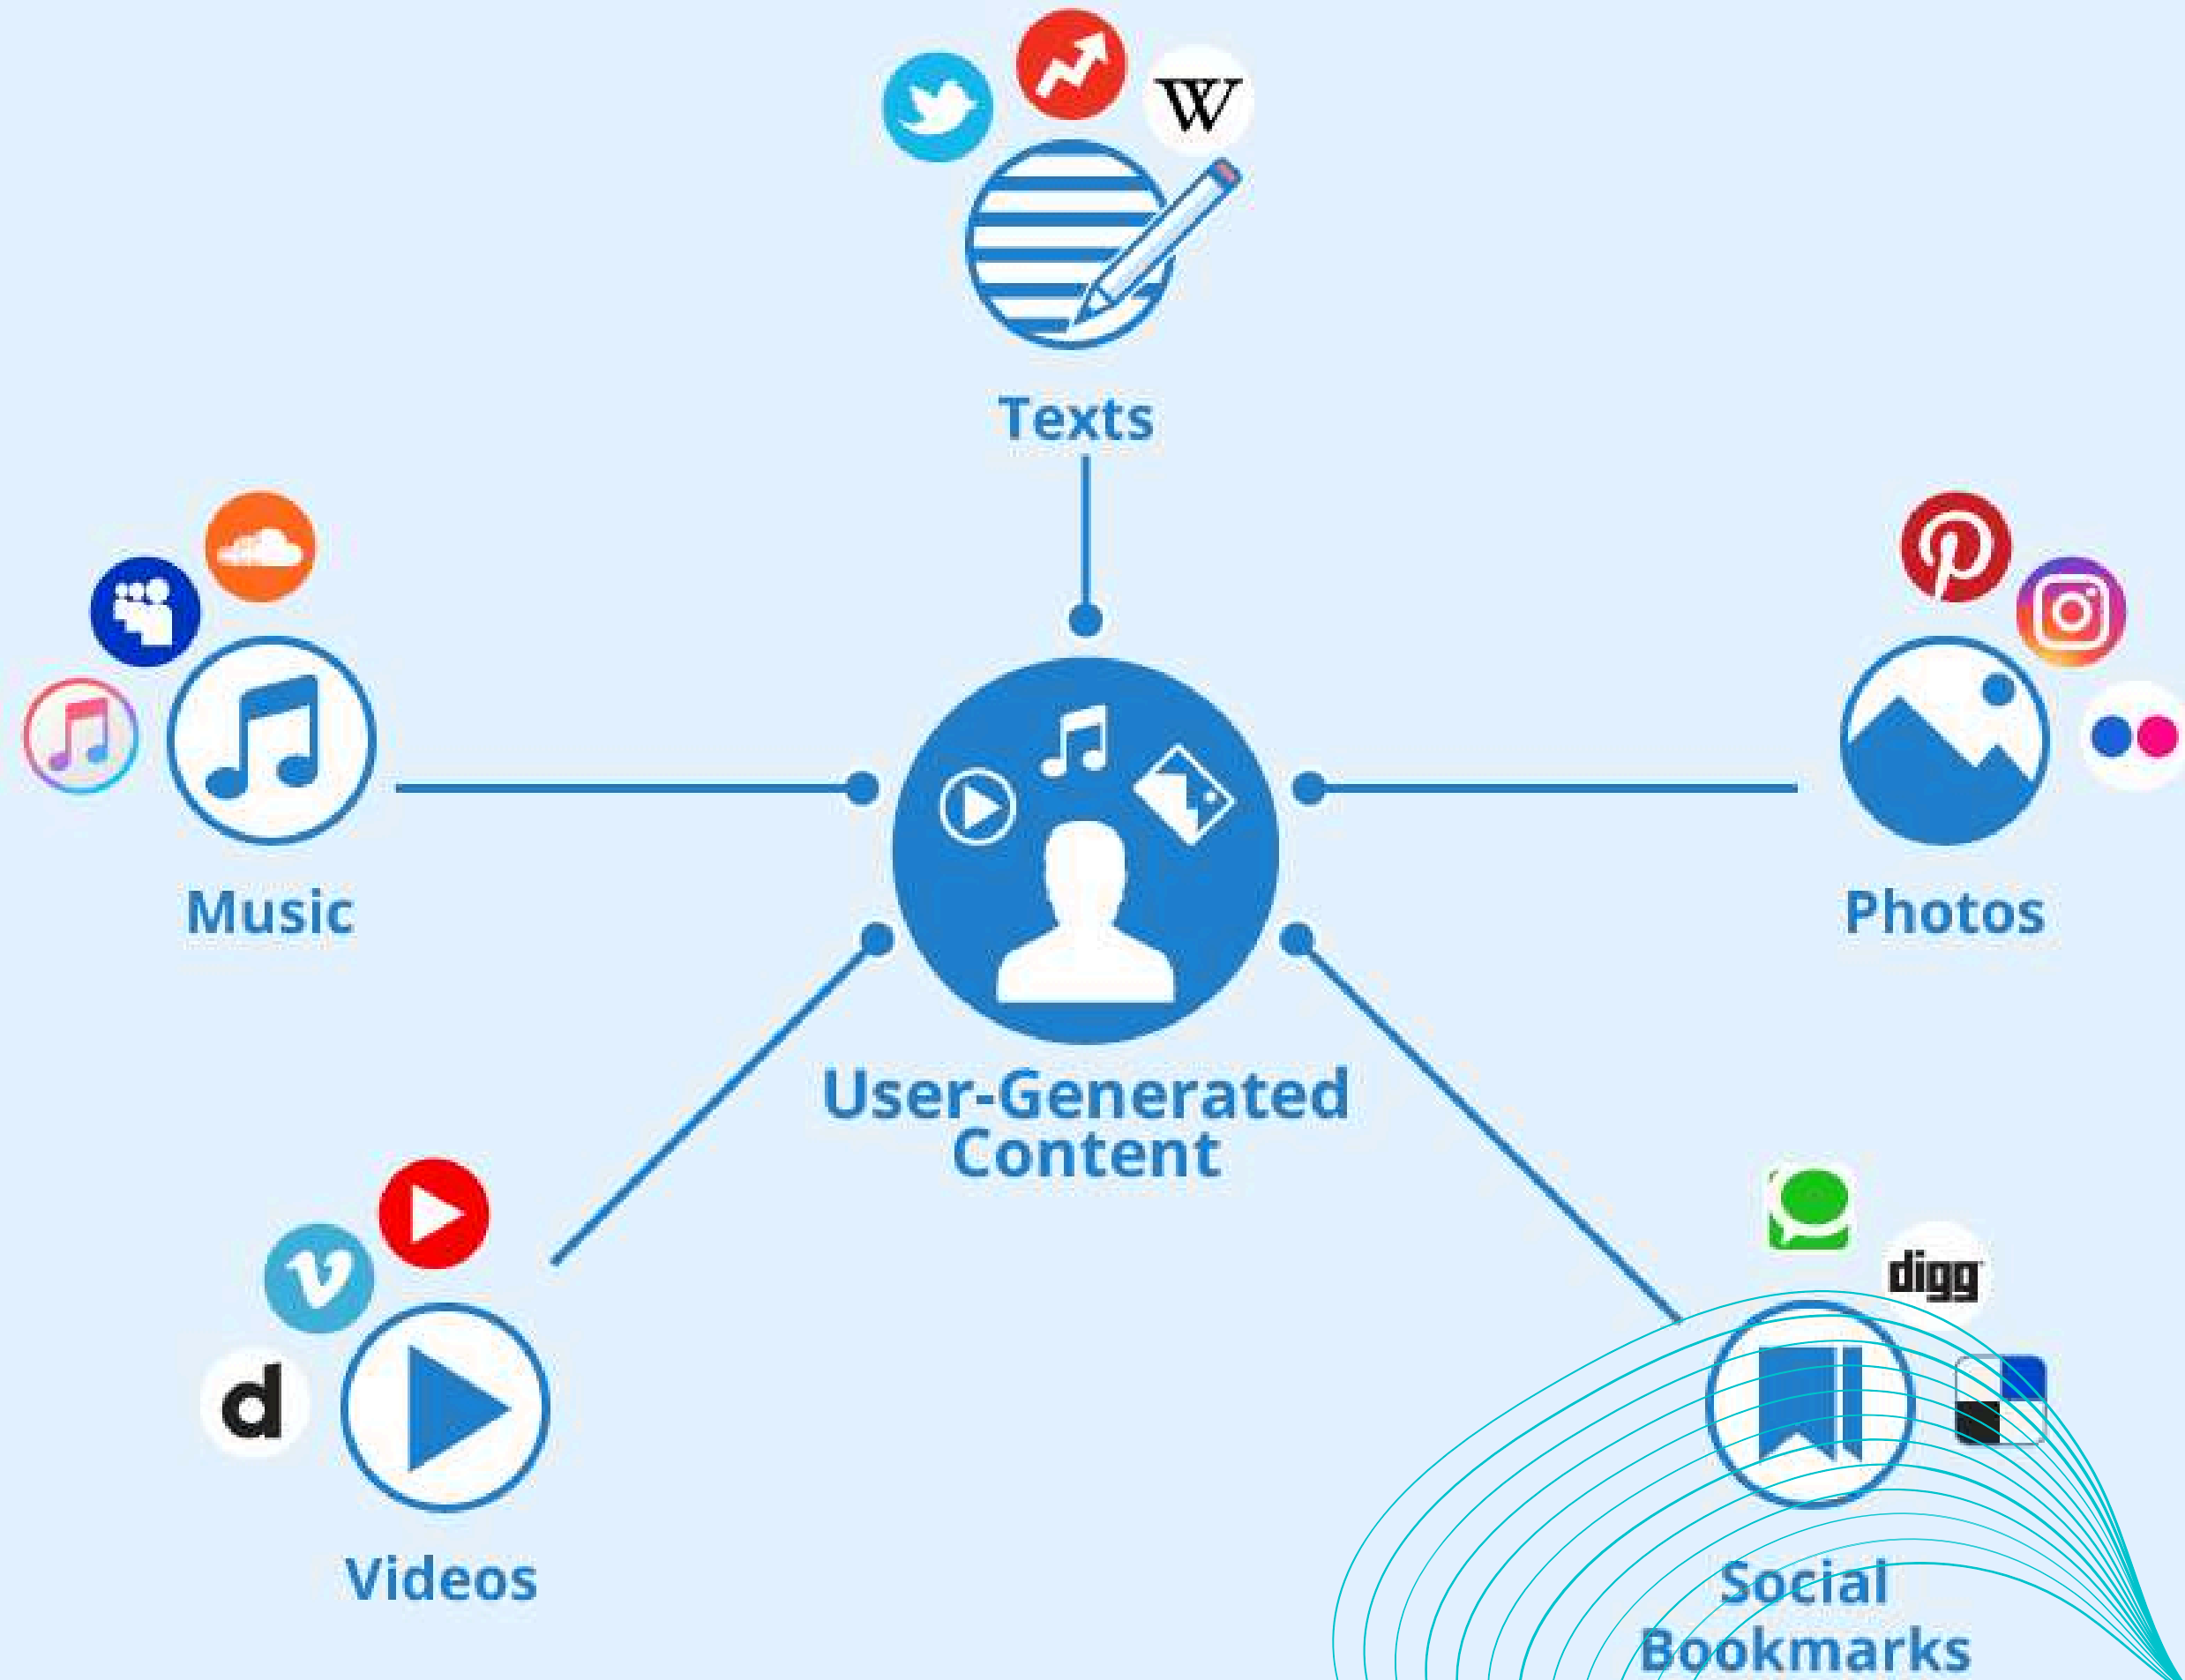 W
Texts
Music
Photos
User-Generated
Content
d
digg
Videos
Social
Bookmarks